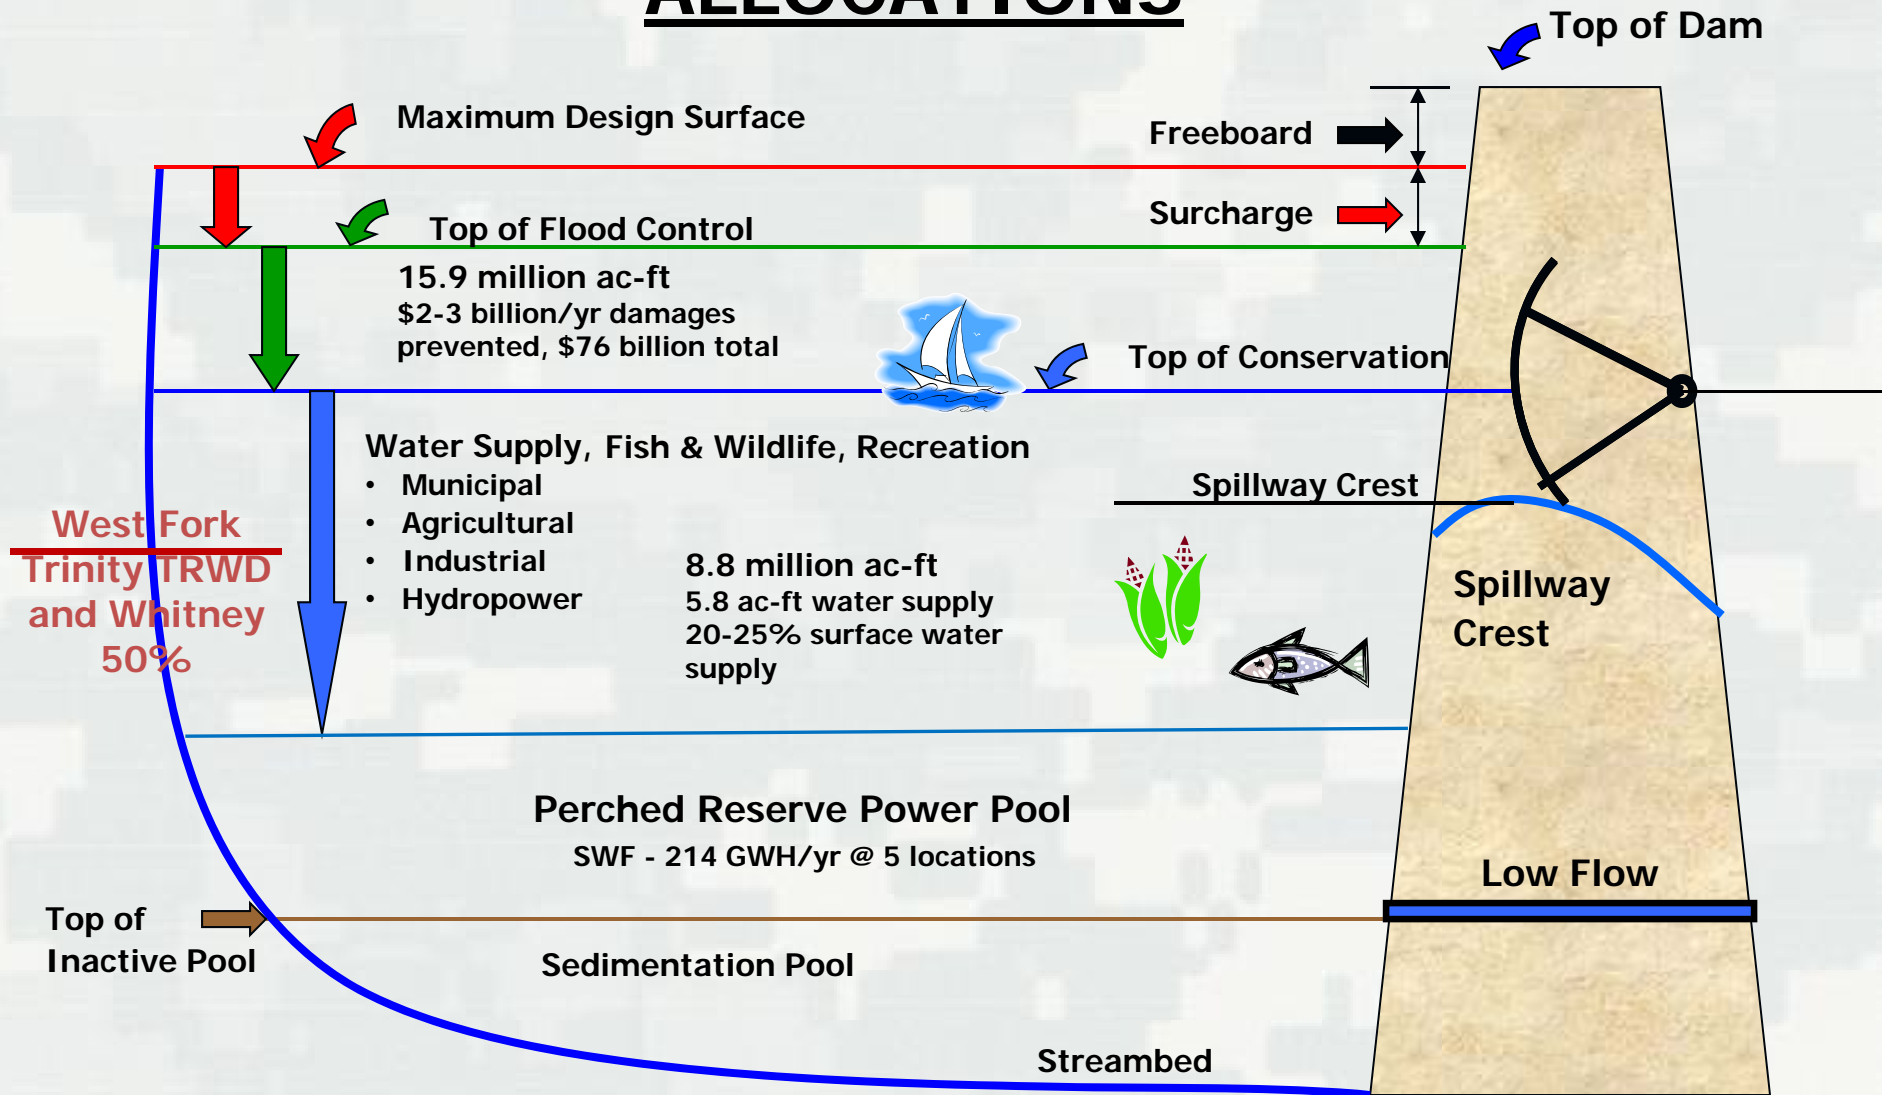 ALLOCATIONS
Top of Dam
Maximum Design Surface
Freeboard
Surcharge
Top of Flood Control
15.9 million ac-ft
$2-3 billion/yr damages
prevented, $76 billion total
Top of Conservation
Water Supply, Fish & Wildlife, Recreation
• Municipal
• Agricultural
• Industrial
• Hydropower
Spillway Crest
West Fork
Trinity TRWD
and Whitney
50%
8.8 million ac-ft
5.8 ac-ft water supply
20-25% surface water
supply
Spillway
Crest
Perched Reserve Power Pool
SWF - 214 GWH/yr @ 5 locations
Low Flow
Top of
Inactive Pool
Sedimentation Pool
Streambed